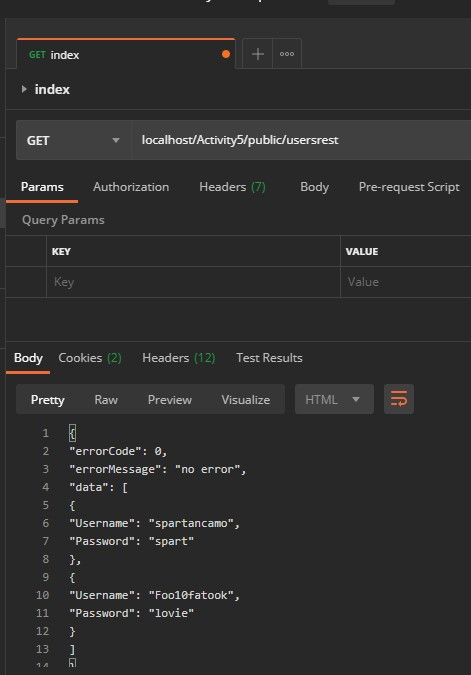 GET index
index
GET localhost/Activity5/public/usersrest
Params Authorization Headers (7) Body Pre-request Script
Query Params
KEY VALUE
Key Value
Body Cookies (2) Headers (12) Test Results
Pretty Raw Preview Visualize HTML
1 {
2 "errorCode": 0,
3 "errorMessage": "no error",
4 "data": [
5 {
6 "Username": "spartancamo",
7 "Password": "spart"
8 },
9 {
10 "Username": "Foo10fatook",
11 "Password": "lovie"
12 }
13 ]
14 }